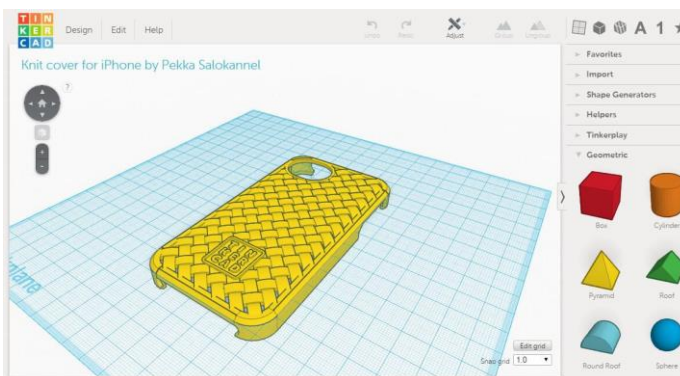 TIN
KER
CAD
Design Edit Help
Undo Redo Adjust Group Ungroup
A 1
Knit cover for iPhone by Pekka Salokannel
?
Favorites
Import
Shape Generators
Helpers
Tinkerplay
Geometric
Box Cylinder
Pyramid Roof
Round Roof Sphere
Edit grid
Snap grid 1.0